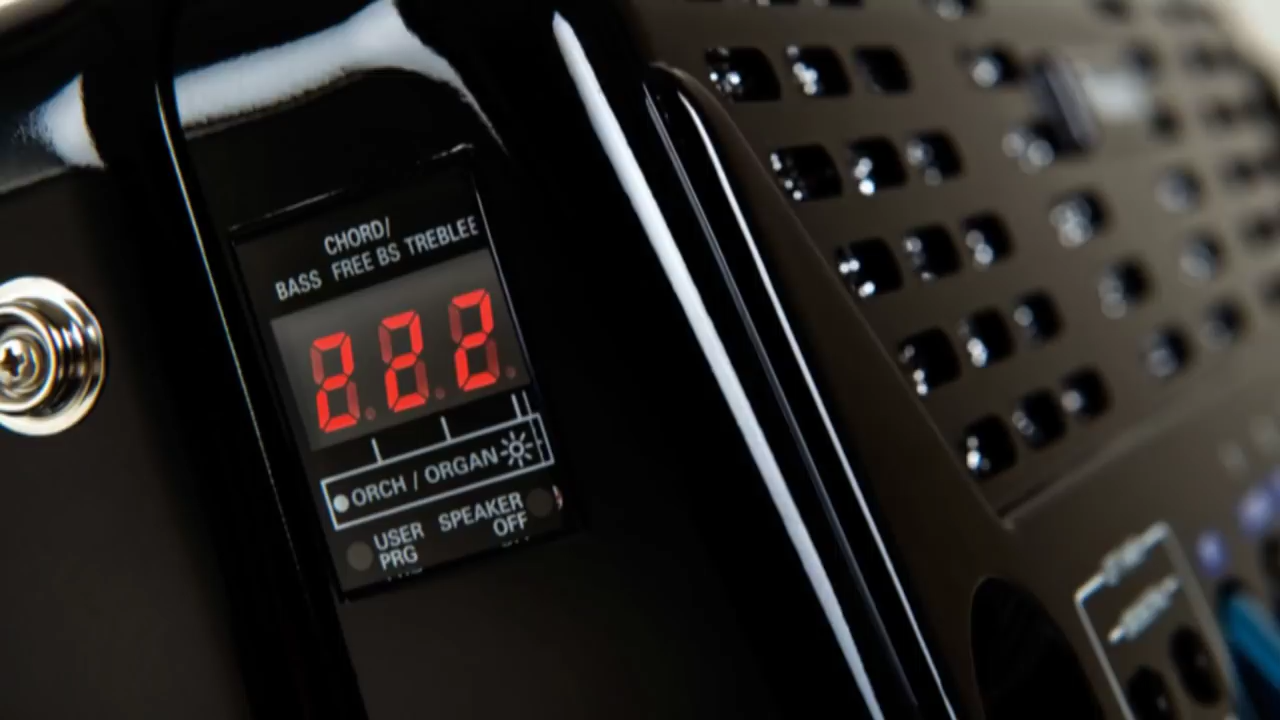 CHORD/
BASS FREE BS TREBLEE
222
ORCH / ORGAN
USER SPEAKER
PRG OFF